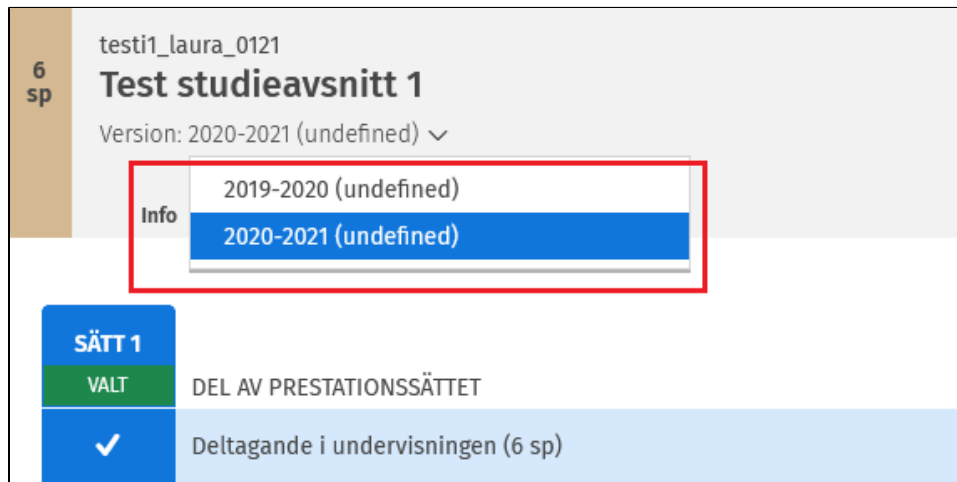 6
sp
testi1_laura_0121
Test studieavsnitt 1
Version: 2020-2021 (undefined)
2019-2020 (undefined)
Info
2020-2021 (undefined)
SÄTT 1
VALT
DEL AV PRESTATIONSSÄTTET
Deltagande i undervisningen (6 sp)